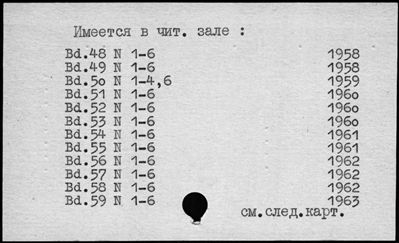 Имеется в чит. зале :
Bd.48 N 1-6 1958
Bd.49 N 1-6 1958
Bd.5o N 1-4,6 1959
Bd.51 N 1-6 196o
Bd.52 N 1-6 196o
Bd.53 N 1-6 196o
Bd.54 N 1-6 1961
Bd.55 N 1-6 1961
Bd.56 N 1-6 1962
Bd.57 N 1-6 1962
Bd.58 N 1-6 1962
Bd.59 N 1-6 1963
см.след.карт.